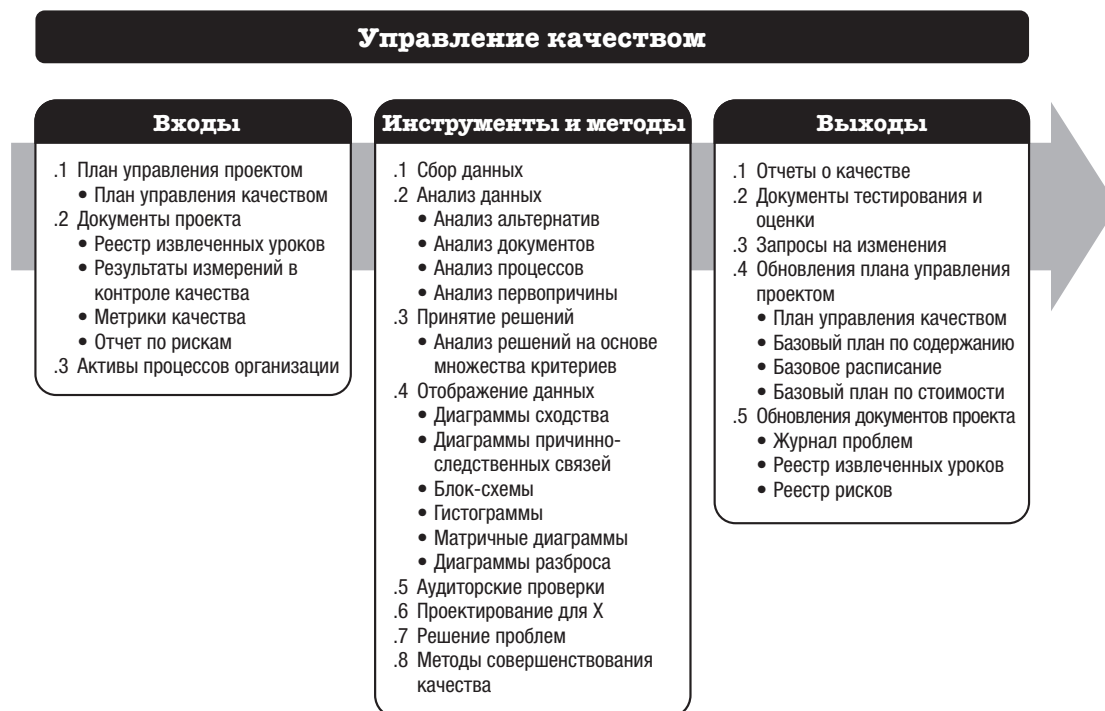 Управление качеством
Входы
.1 План управления проектом
• План управления качеством
.2 Документы проекта
• Реестр извлеченных уроков
• Результаты измерений в
контроле качества
• Метрики качества
• Отчет по рискам
.3 Активы процессов организации
Инструменты и методы
.1 Сбор данных
.2 Анализ данных
• Анализ альтернатив
• Анализ документов
• Анализ процессов
• Анализ первопричины
.3 Принятие решений
• Анализ решений на основе
множества критериев
.4 Отображение данных
• Диаграммы сходства
• Диаграммы причинно-
следственных связей
• Блок-схемы
• Гистограммы
• Матричные диаграммы
• Диаграммы разброса
.5 Аудиторские проверки
.6 Проектирование для X
.7 Решение проблем
.8 Методы совершенствования
качества
Выходы
.1 Отчеты о качестве
.2 Документы тестирования и
оценки
.3 Запросы на изменения
.4 Обновления плана управления
проектом
• План управления качеством
• Базовый план по содержанию
• Базовое расписание
• Базовый план по стоимости
.5 Обновления документов проекта
• Журнал проблем
• Реестр извлеченных уроков
• Реестр рисков